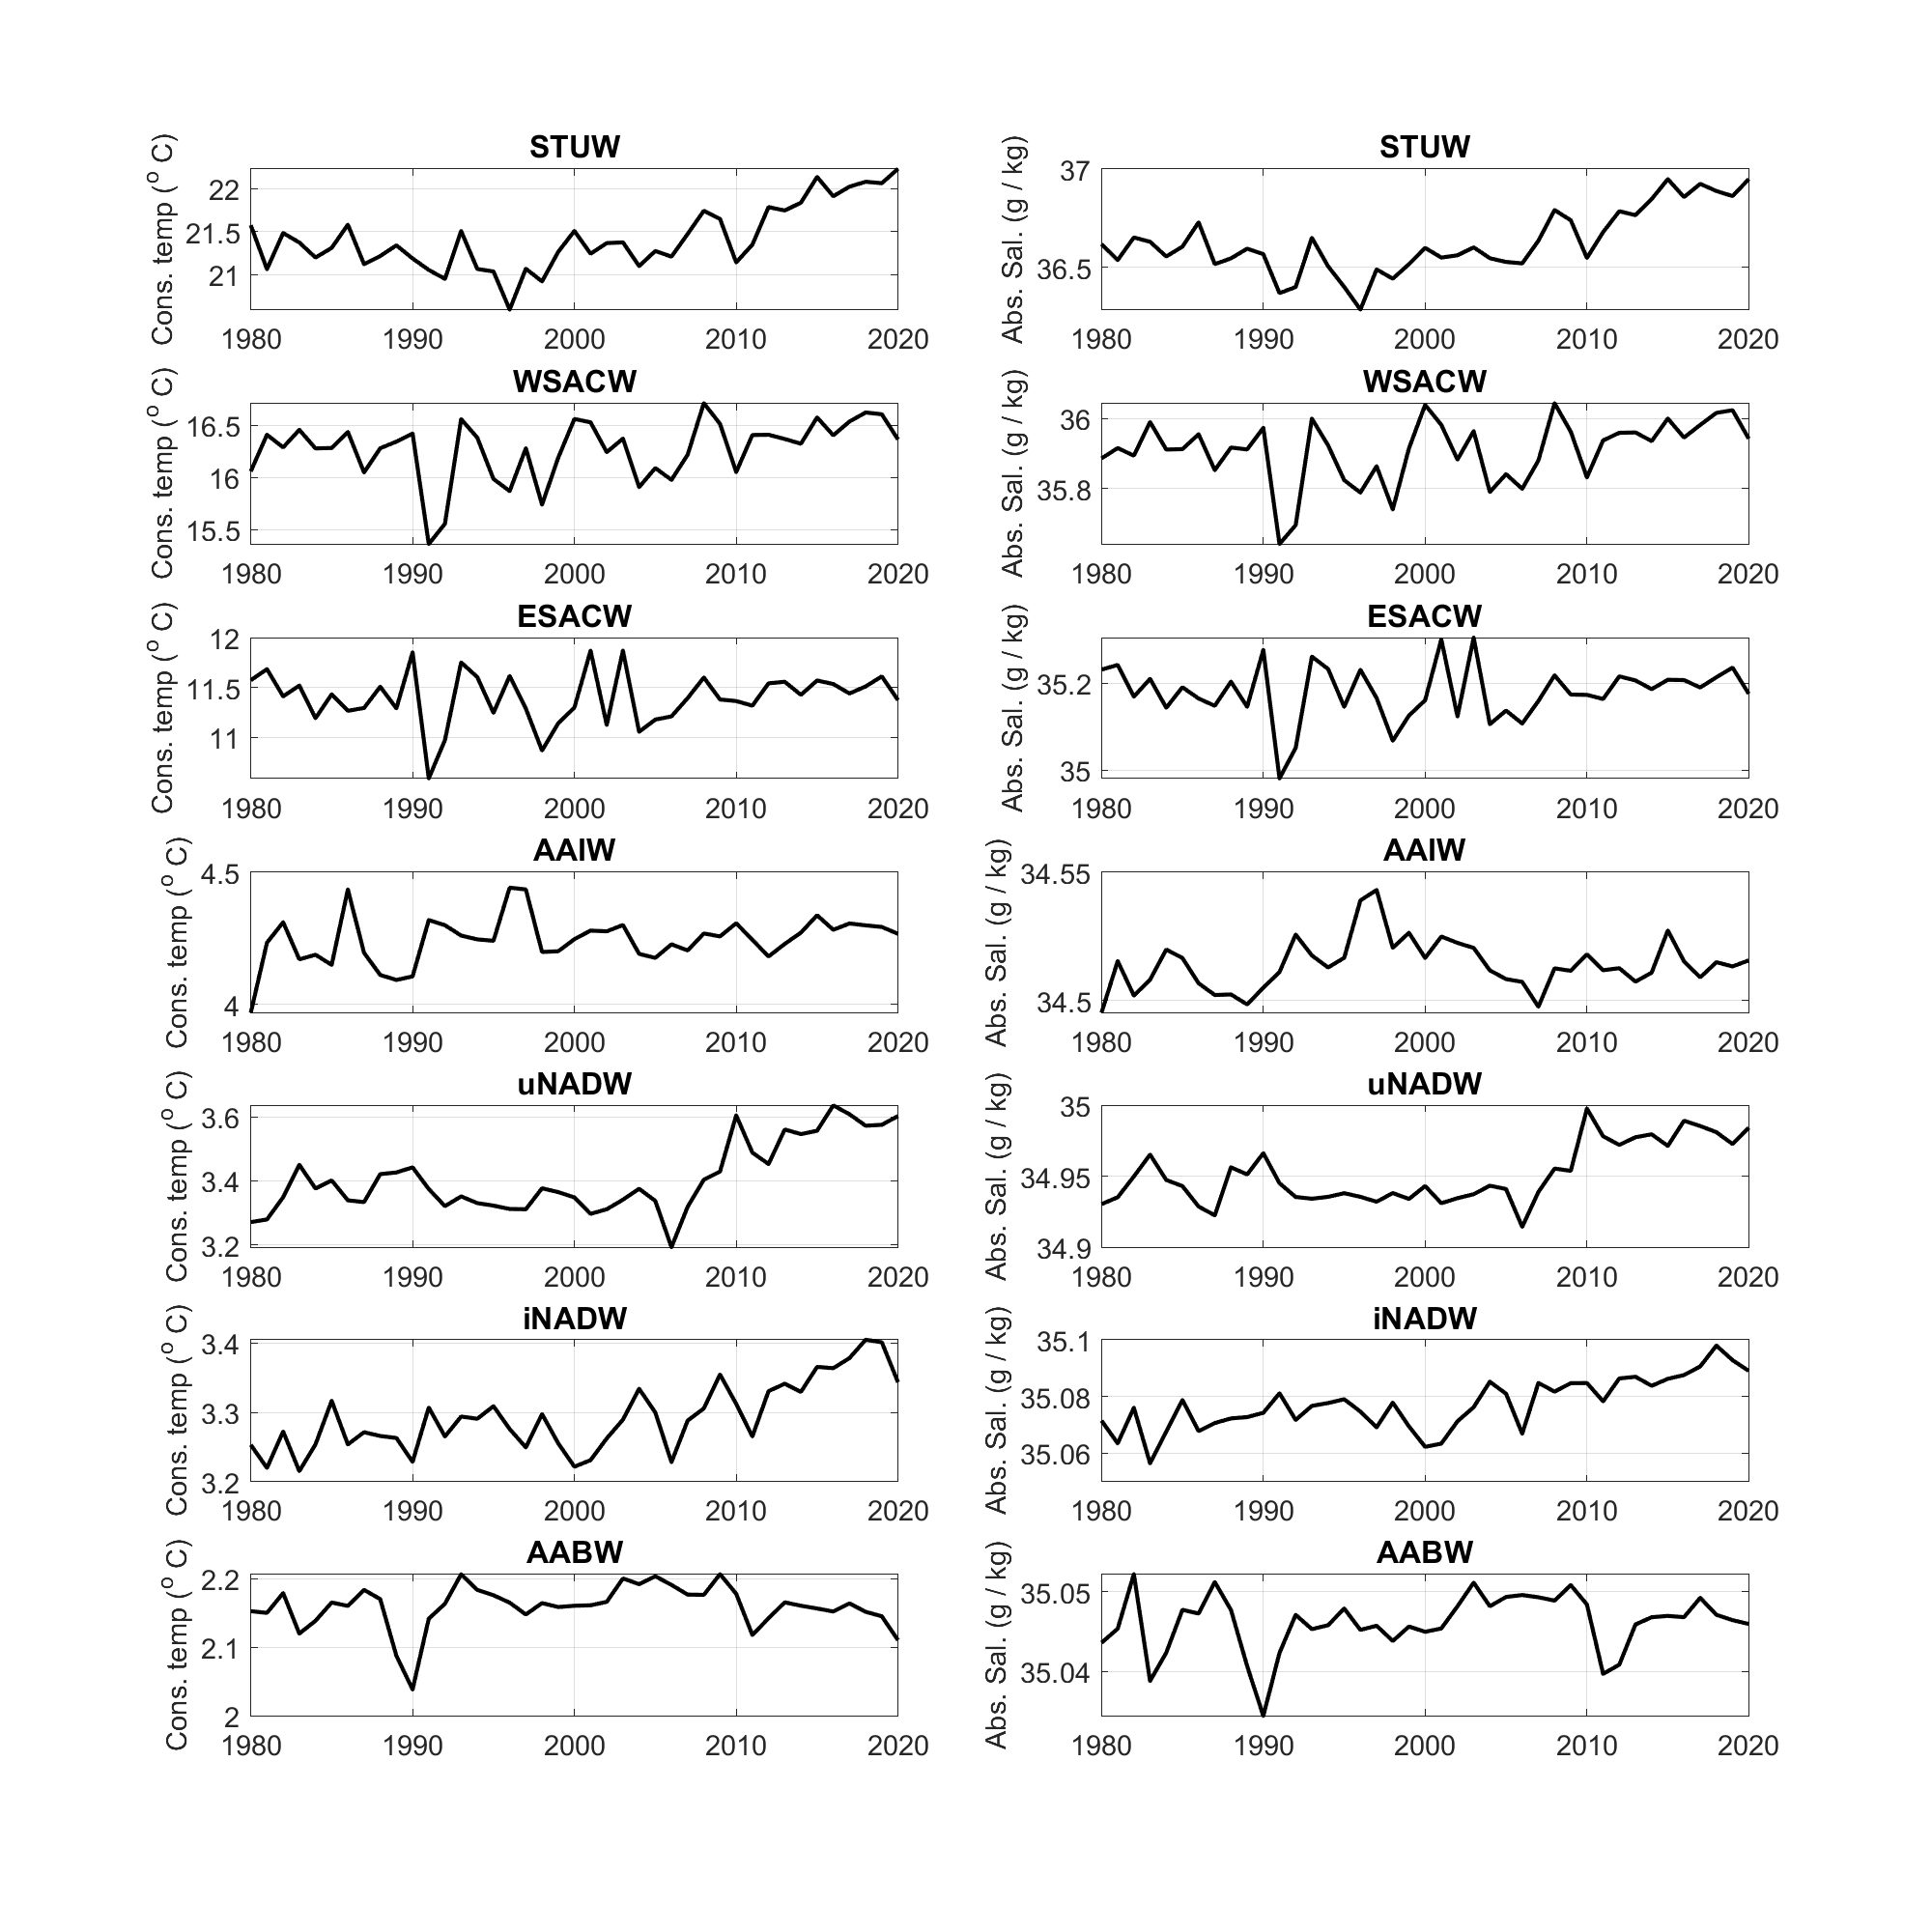 STUW
Cons. temp (° C)
22
21.5
21
1980 1990 2000 2010 2020
STUW
Abs. Sal. (g / kg)
37
36.5
1980 1990 2000 2010 2020
WSACW
Cons. temp (° C)
16.5
16
15.5
1980 1990 2000 2010 2020
WSACW
Abs. Sal. (g / kg)
36
35.8
1980 1990 2000 2010 2020
ESACW
Cons. temp (° C)
12
11.5
11
1980 1990 2000 2010 2020
ESACW
Abs. Sal. (g / kg)
35.2
35
1980 1990 2000 2010 2020
AAIW
Cons. temp (° C)
4.5
4
1980 1990 2000 2010 2020
AAIW
Abs. Sal. (g / kg)
34.55
34.5
1980 1990 2000 2010 2020
uNADW
Cons. temp (° C)
3.6
3.4
3.2
1980 1990 2000 2010 2020
uNADW
Abs. Sal. (g / kg)
35
34.95
34.9
1980 1990 2000 2010 2020
iNADW
Cons. temp (° C)
3.4
3.3
3.2
1980 1990 2000 2010 2020
iNADW
Abs. Sal. (g / kg)
35.1
35.08
35.06
1980 1990 2000 2010 2020
AABW
Cons. temp (° C)
2.2
2.1
2
1980 1990 2000 2010 2020
AABW
Abs. Sal. (g / kg)
35.05
35.04
1980 1990 2000 2010 2020